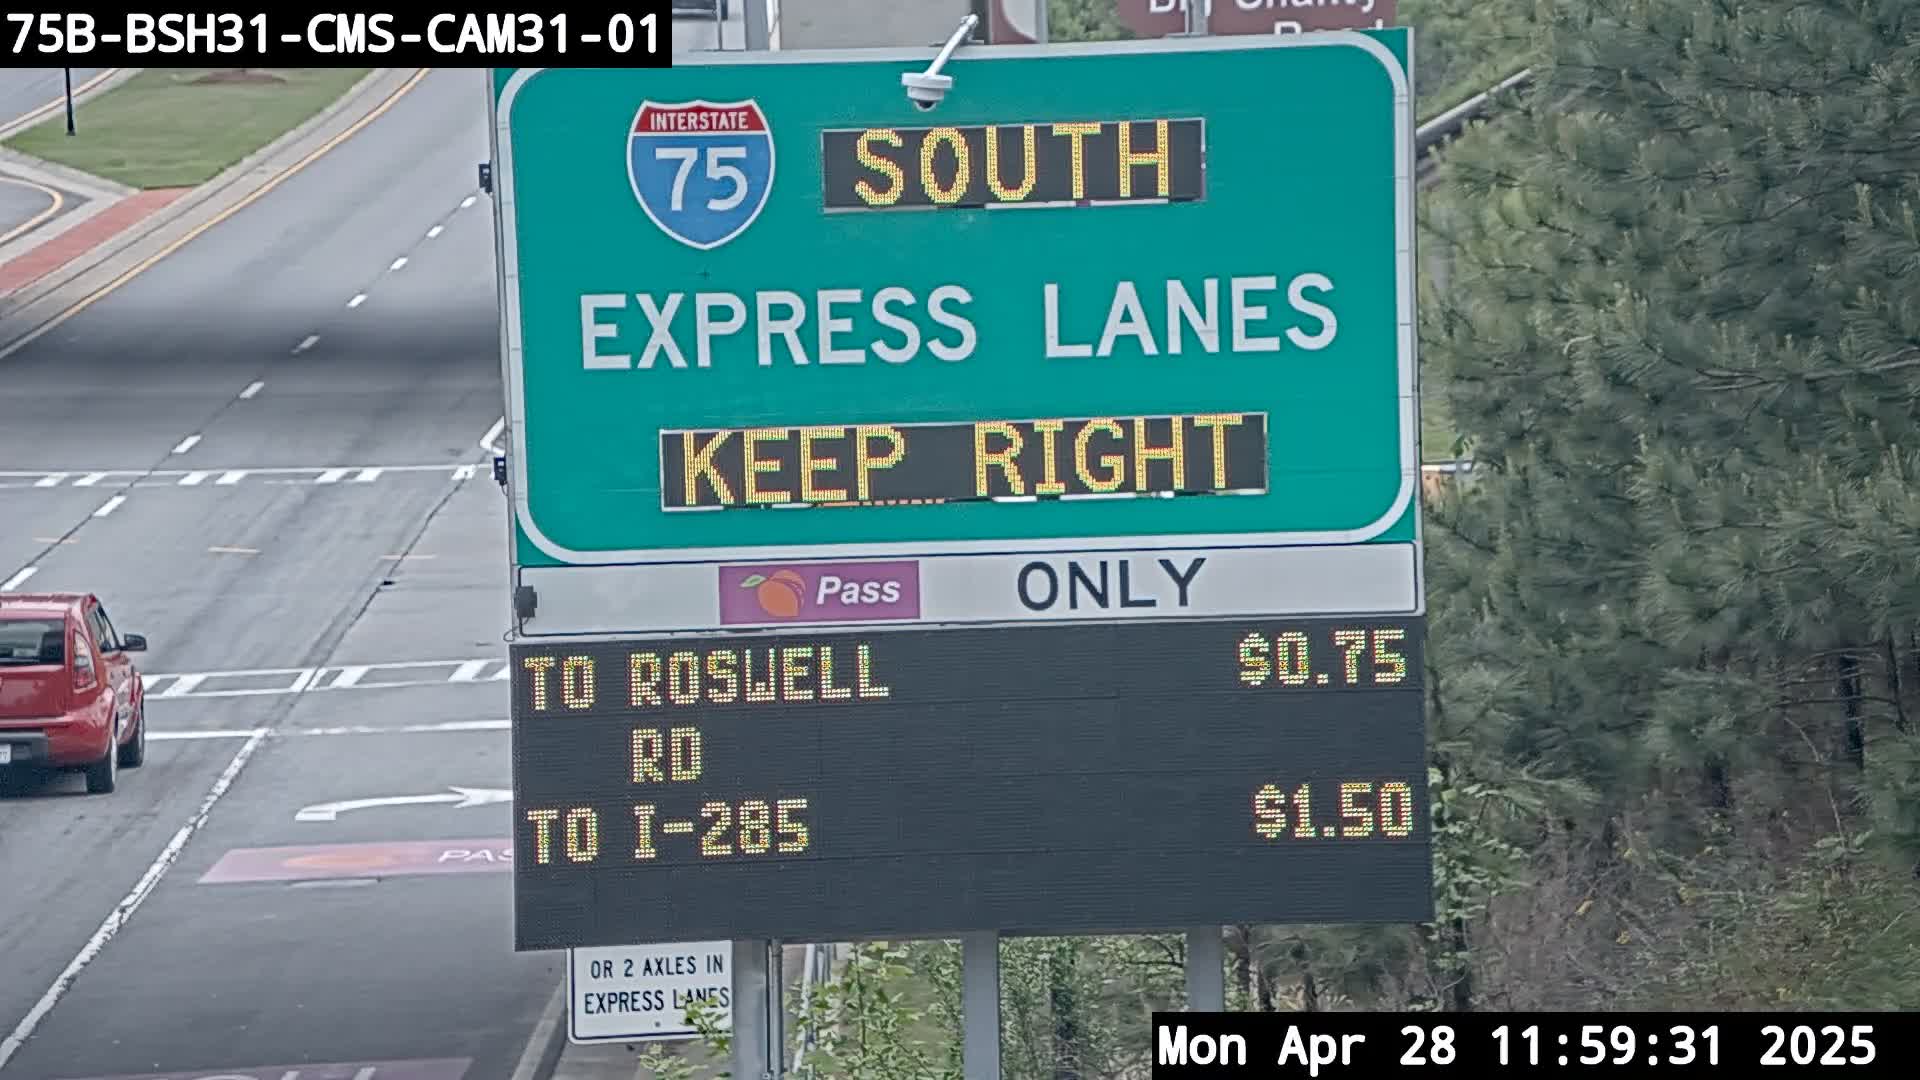 75B-BSH31-CMS-CAM31-01
Road
INTERSTATE
75
SOUTH
EXPRESS LANES
KEEP RIGHT
Pass ONLY
TO ROSWELL $0.75
RD
TO I-285 $1.50
OR 2 AXLES IN
EXPRESS LANES
Mon Apr 28 11:59:31 2025